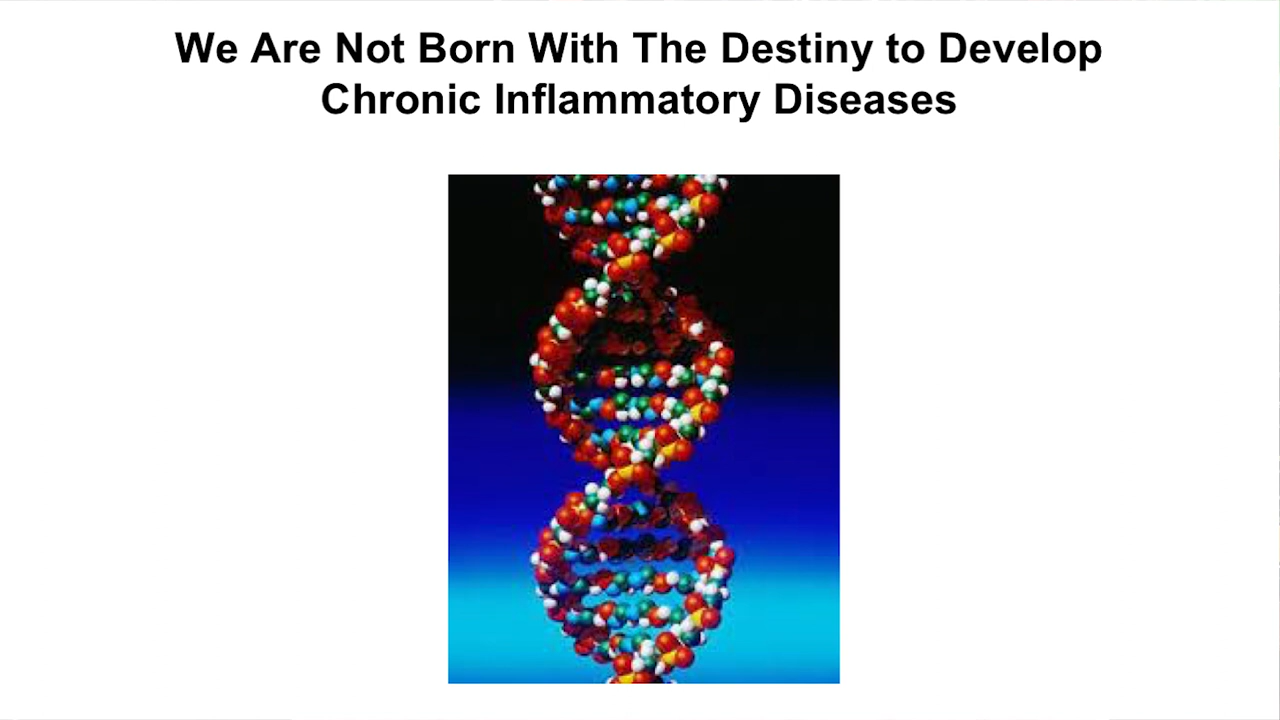 We Are Not Born With The Destiny to Develop
Chronic Inflammatory Diseases